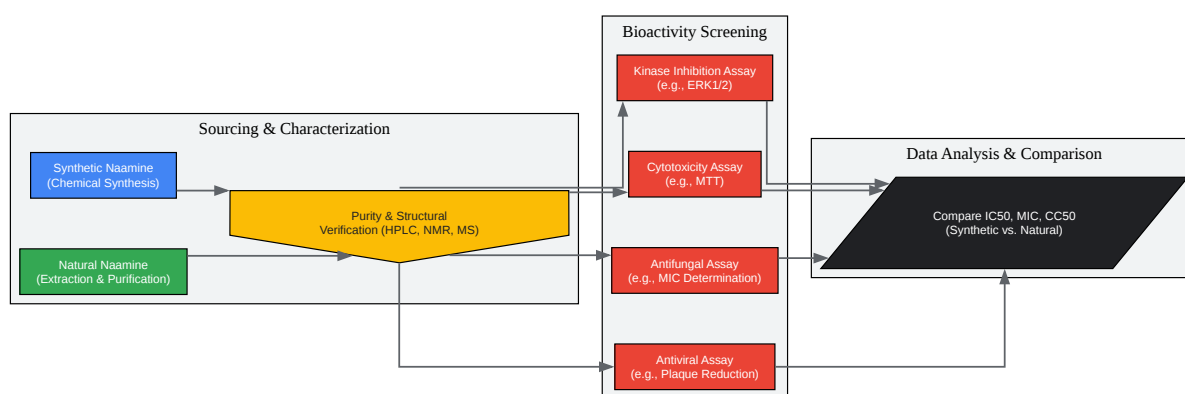 Sourcing & Characterization
Synthetic Naamine
(Chemical Synthesis)
Natural Naamine
(Extraction & Purification)
Purity & Structural
Verification (HPLC, NMR, MS)
Bioactivity Screening
Kinase Inhibition Assay
(e.g., ERK1/2)
Cytotoxicity Assay
(e.g., MTT)
Antifungal Assay
(e.g., MIC Determination)
Antiviral Assay
(e.g., Plaque Reduction)
Data Analysis & Comparison
Compare IC50, MIC, CC50
(Synthetic vs. Natural)